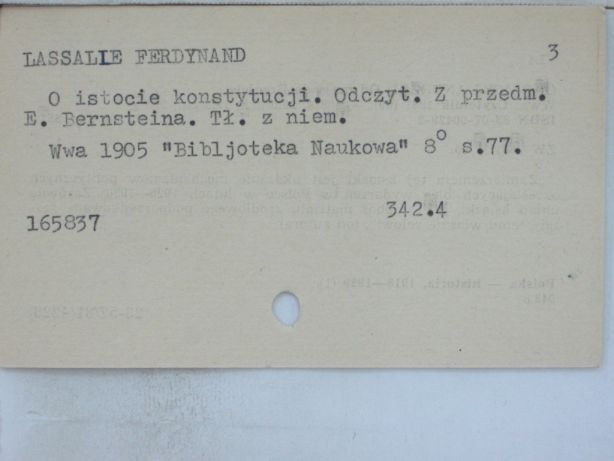 LASSALLE FERDYNAND 3
O istocie konstytucji. Odczyt. Z przedm.
E. Bernsteina. Tł. z niem.
Wwa 1905 "Bibljoteka Naukowa" 8° s.77.
342.4
165837